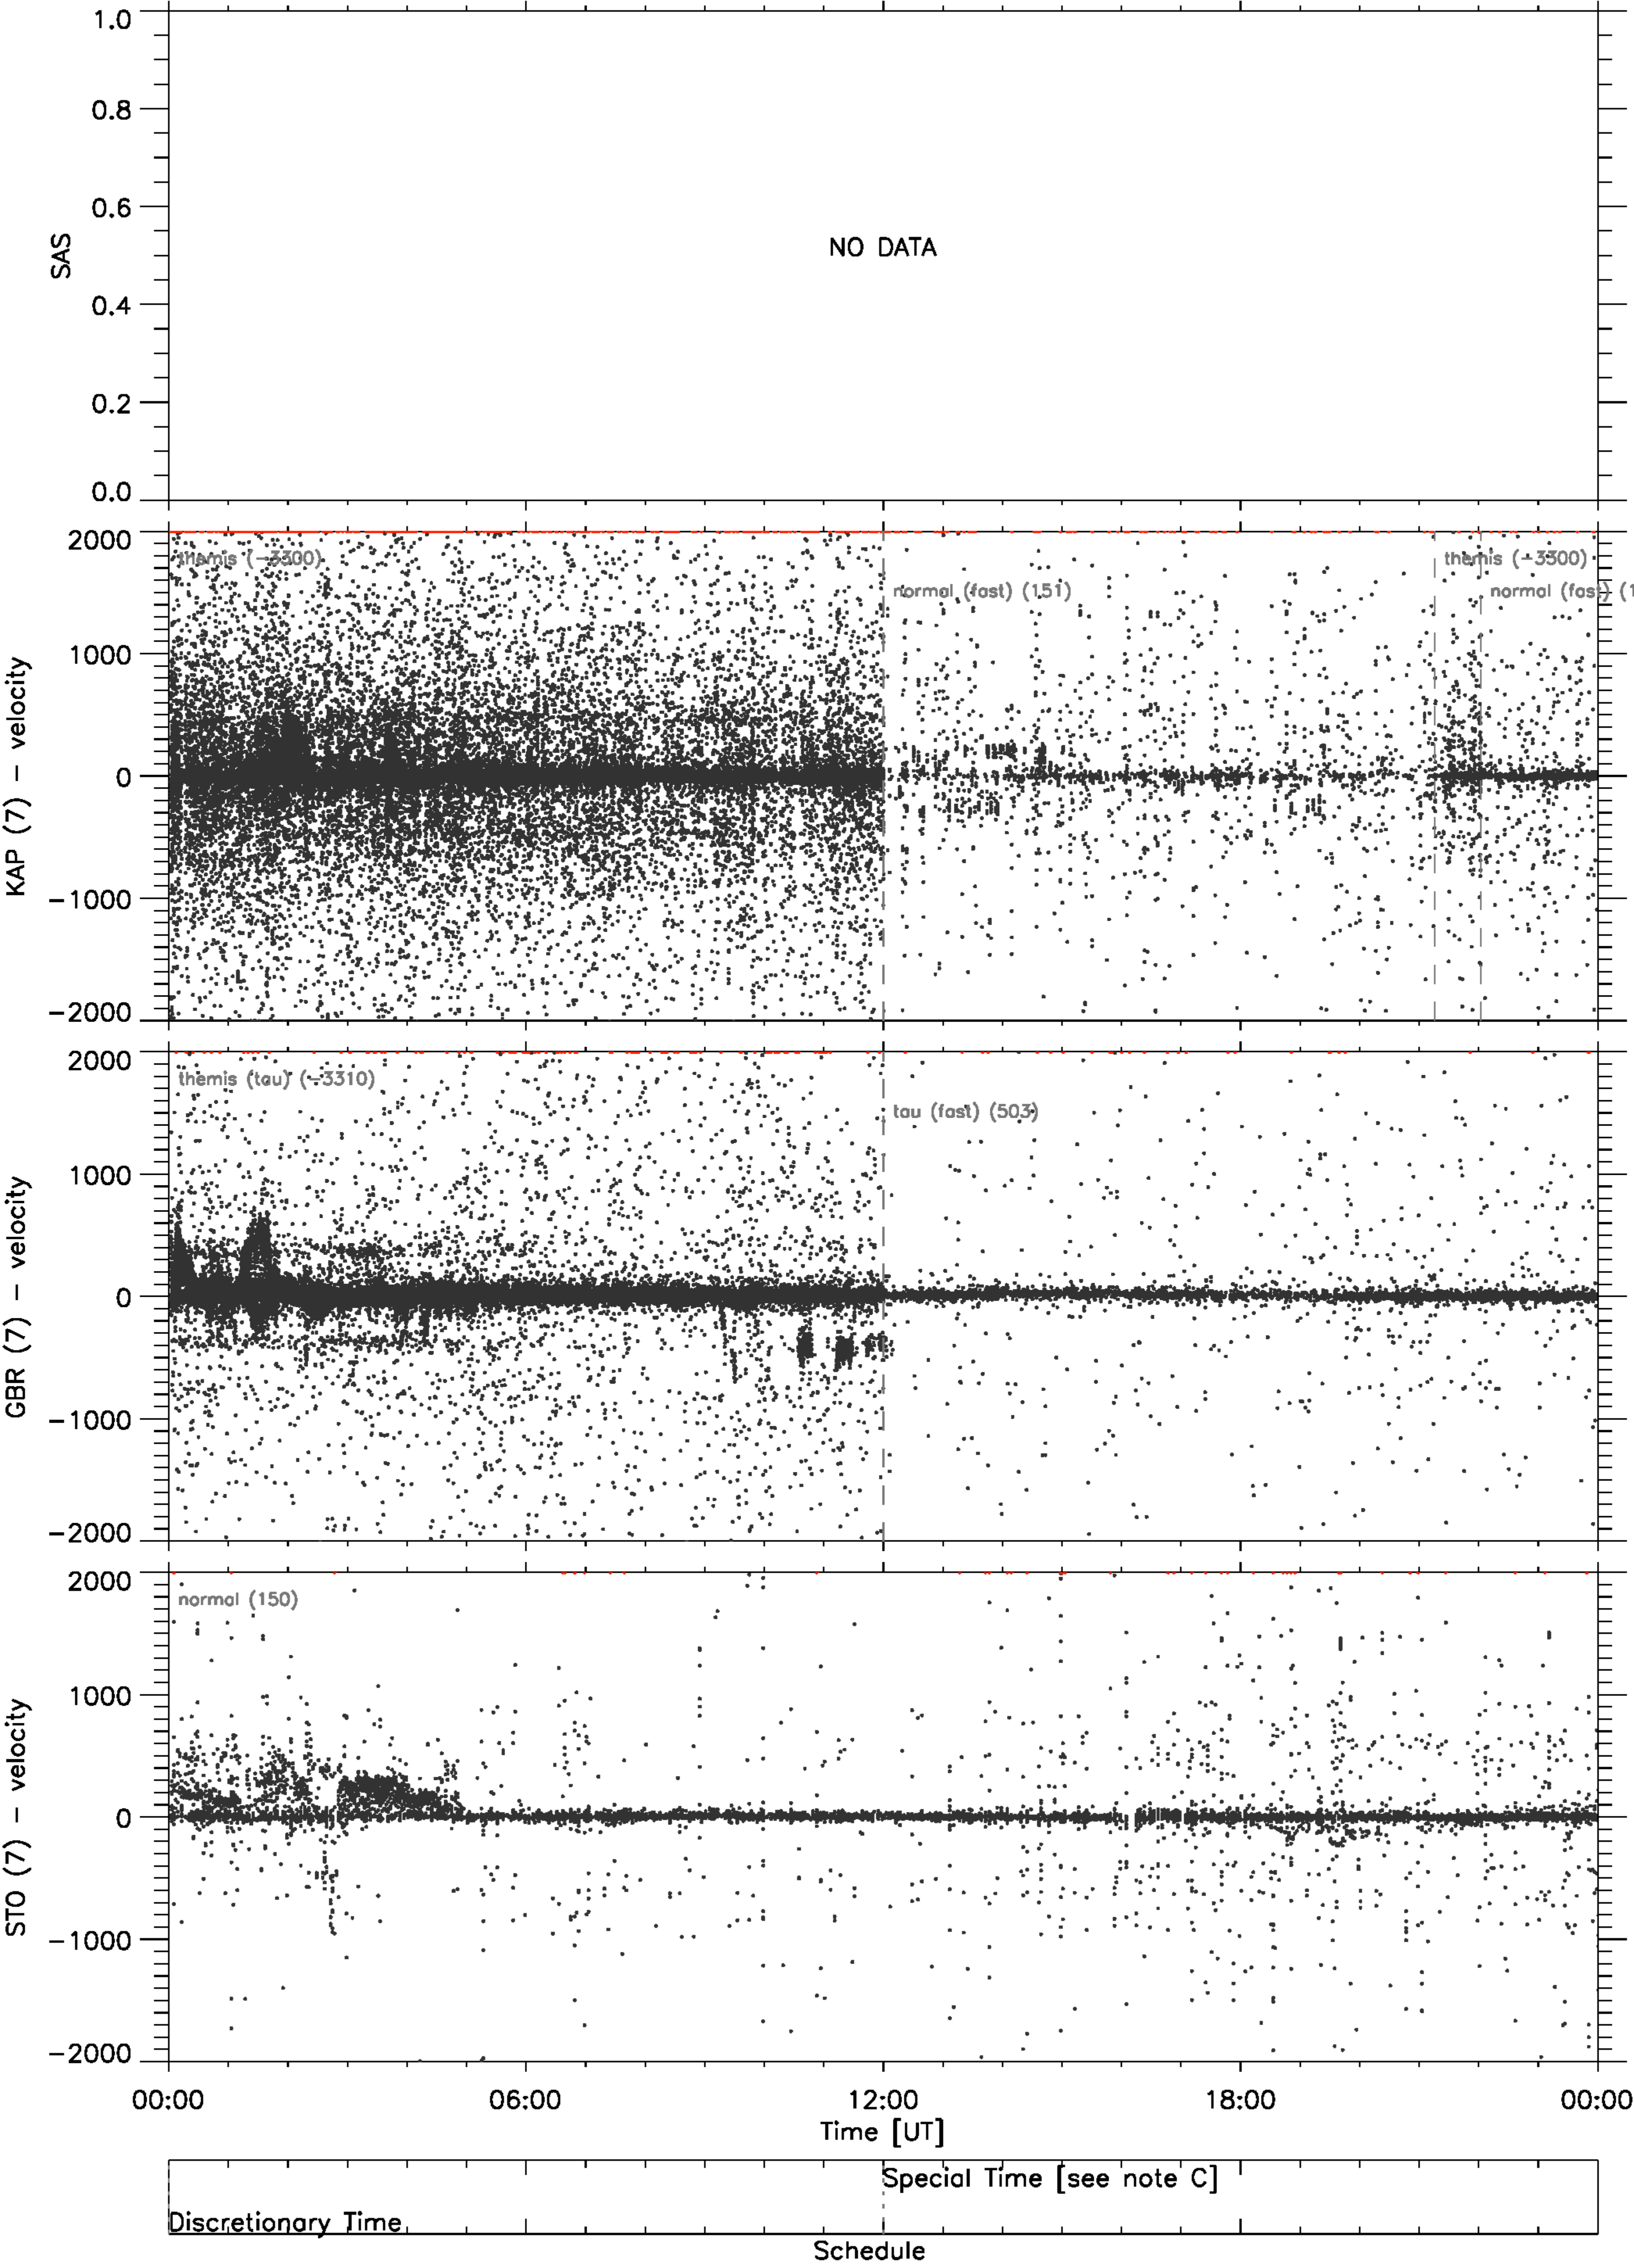 1.0
0.8
0.6
0.4
0.2
0.0
SAS
NO DATA
2000
1000
0
−1000
−2000
KAP (7) − velocity
themis (−3300)
normal (fast) (151)
themis (−3300)
normal (fast) (1
2000
1000
0
−1000
−2000
GBR (7) − velocity
themis (tau) (−3310)
tau (fast) (503)
2000
1000
0
−1000
−2000
STO (7) − velocity
normal (150)
00:00 06:00 12:00 18:00 00:00
Time [UT]
Special Time [see note C]
Discretionary Time
Schedule